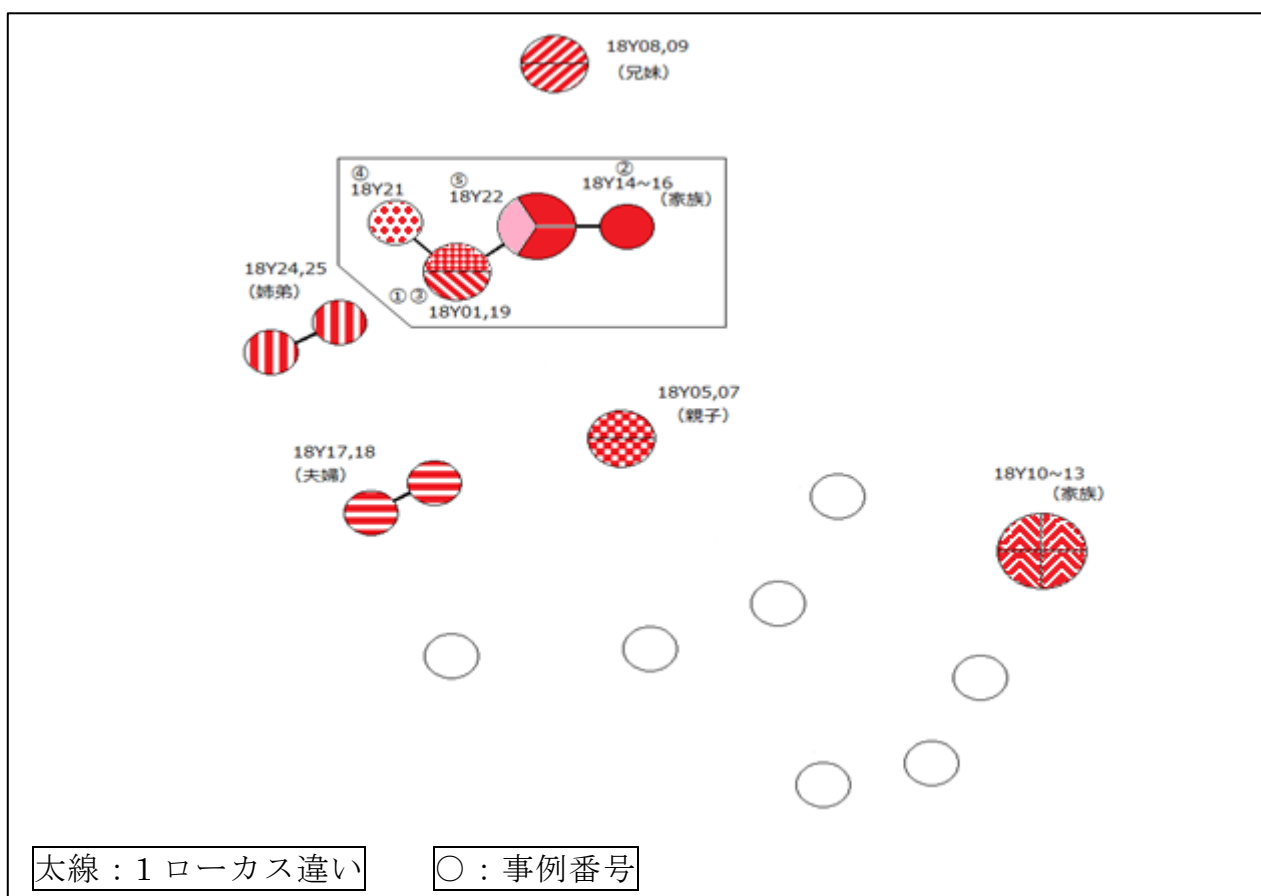 18Y08,09
(兄妹)
④
18Y21
⑤
18Y22
②
18Y14~16
(家族)
①③
18Y01,19
18Y24,25
(姉弟)
18Y05,07
(親子)
18Y17,18
(夫婦)
18Y10~13
(家族)
太線：1ローカス違い
○：事例番号